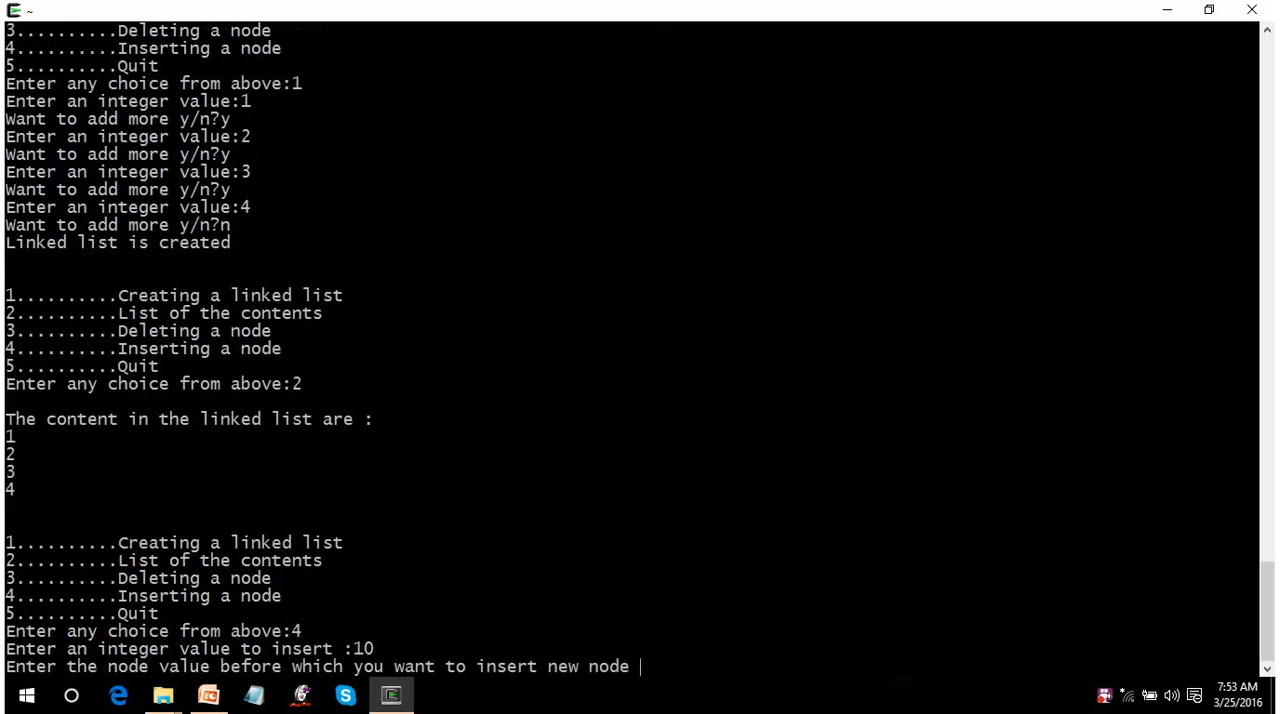 ~
3..........Deleting a node
4..........Inserting a node
5..........Quit
Enter any choice from above:1
Enter an integer value:1
Want to add more y/n?y
Enter an integer value:2
Want to add more y/n?y
Enter an integer value:3
Want to add more y/n?y
Enter an integer value:4
Want to add more y/n?n
Linked list is created
1..........Creating a linked list
2..........List of the contents
3..........Deleting a node
4..........Inserting a node
5..........Quit
Enter any choice from above:2
The content in the linked list are :
1
2
3
4
1..........Creating a linked list
2..........List of the contents
3..........Deleting a node
4..........Inserting a node
5..........Quit
Enter any choice from above:4
Enter an integer value to insert :10
Enter the node value before which you want to insert new node
7:53 AM
3/25/2016